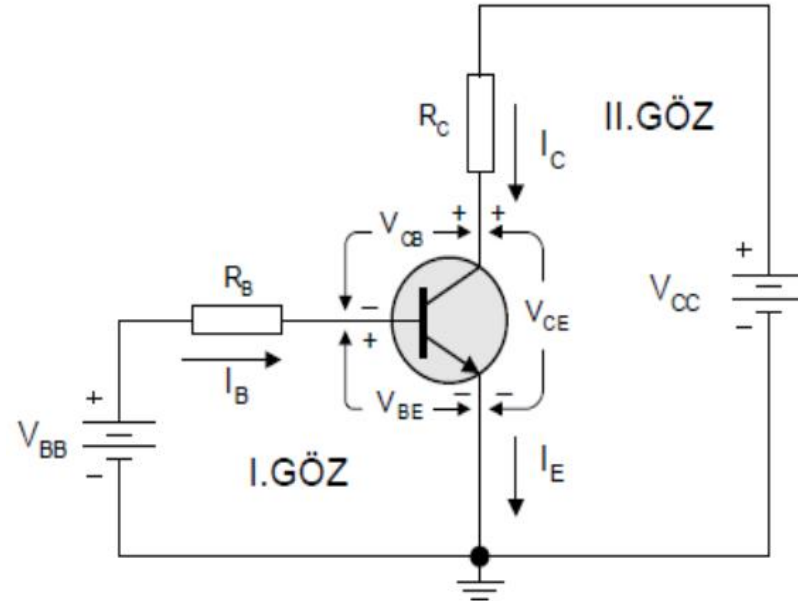 R_C
I_C
II.GÖZ
+ +
V_CB
R_B
−
+
V_CE
+
V_CC
−
I_B
V_BE
− −
+
V_BB
−
I.GÖZ
I_E